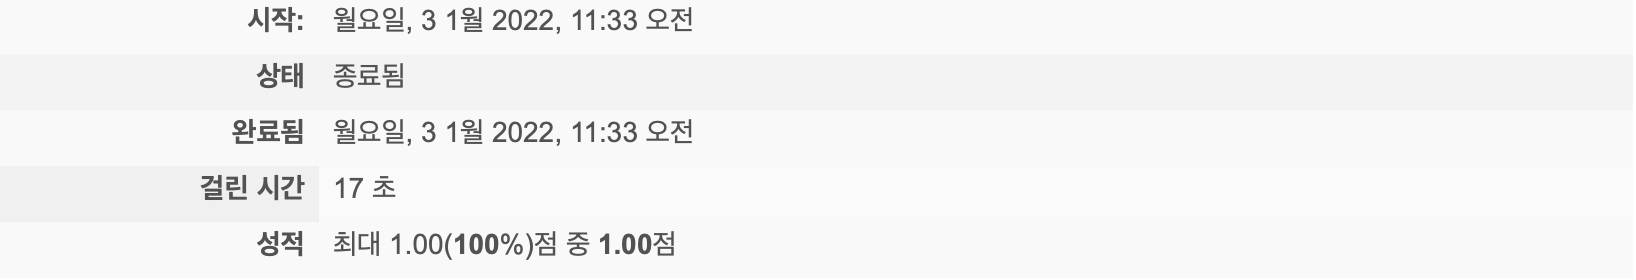 시작: 월요일, 3 1월 2022, 11:33 오전
상태 종료됨
완료됨 월요일, 3 1월 2022, 11:33 오전
걸린 시간 17 초
성적 최대 1.00(100%)점 중 1.00점